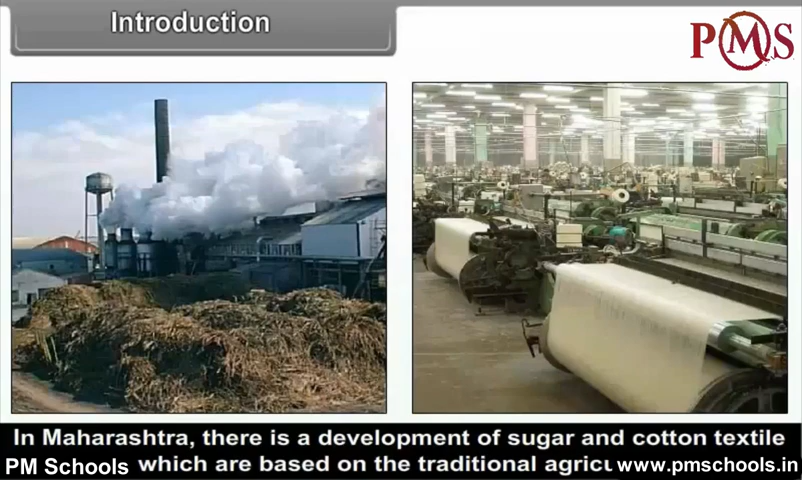 Introduction
PMS
In Maharashtra, there is a development of sugar and cotton textile
PM Schools which are based on the traditional www.pmschools.in